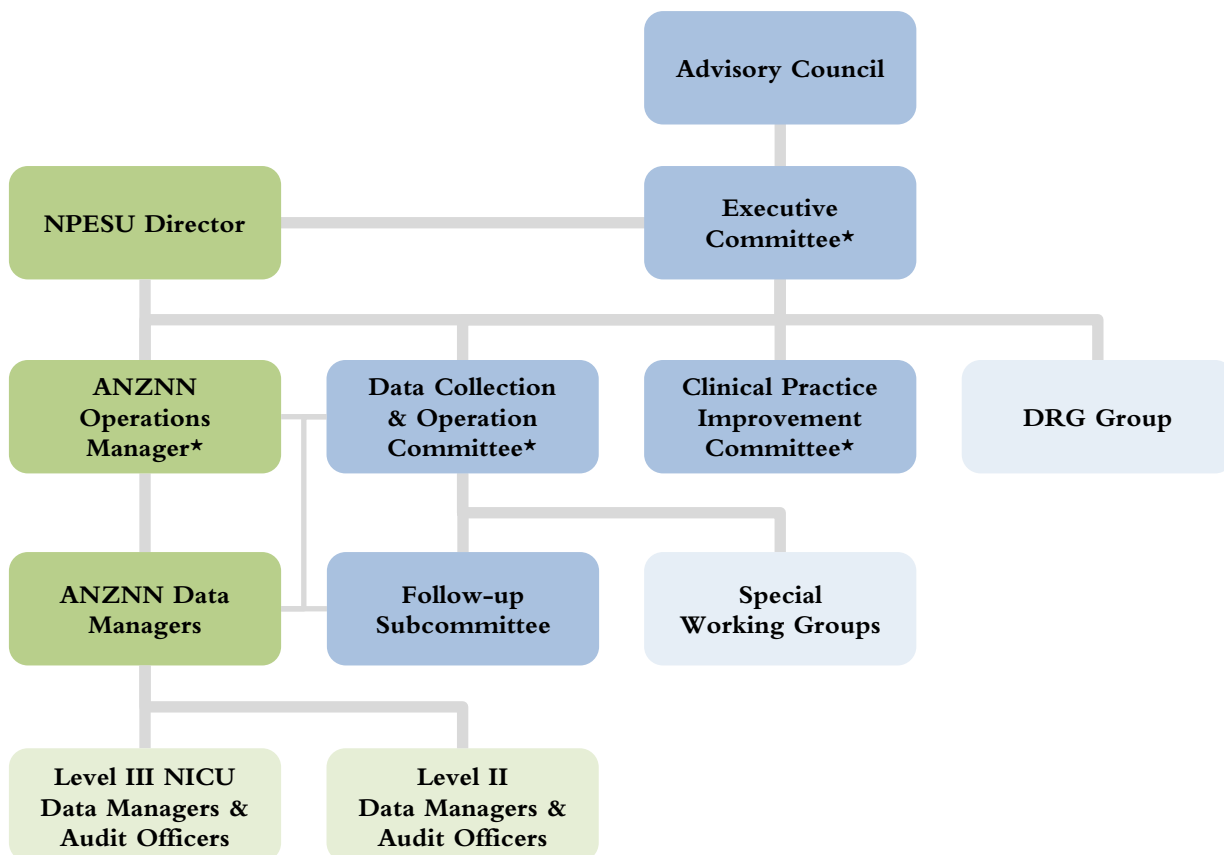 Advisory Council
NPESU Director
Executive
Committee★
ANZNN
Operations
Manager★
Data Collection
& Operation
Committee★
Clinical Practice
Improvement
Committee★
DRG Group
ANZNN Data
Managers
Follow-up
Subcommittee
Special
Working Groups
Level III NICU
Data Managers &
Audit Officers
Level II
Data Managers &
Audit Officers